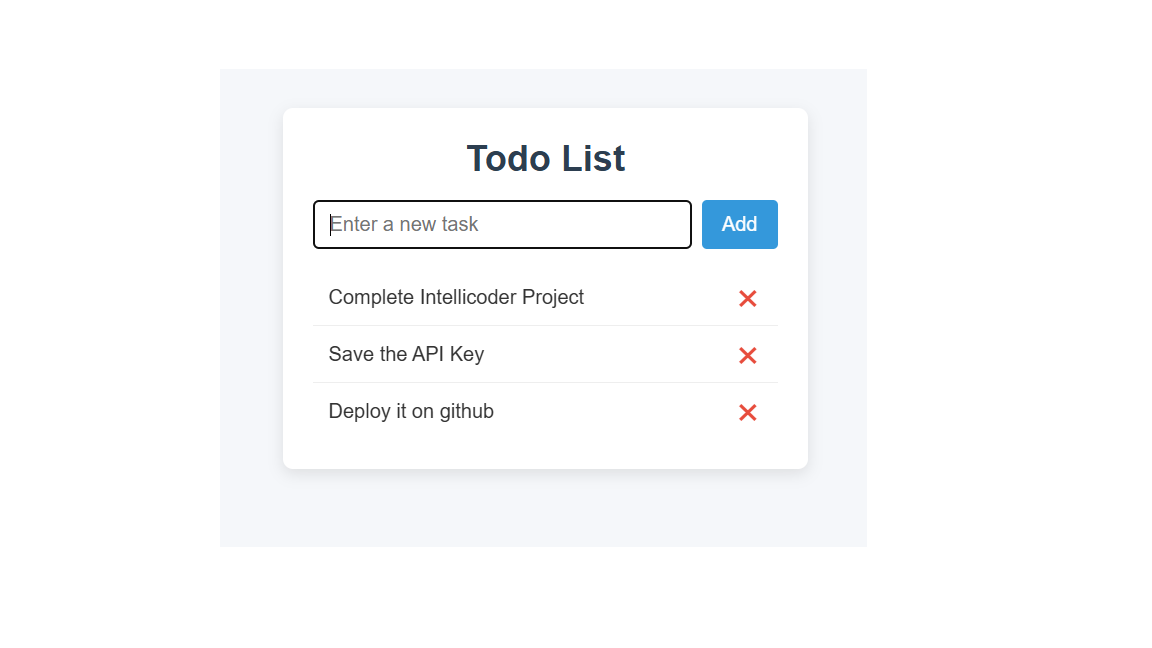 Todo List
Enter a new task
Add
Complete Intellicoder Project
Save the API Key
Deploy it on github